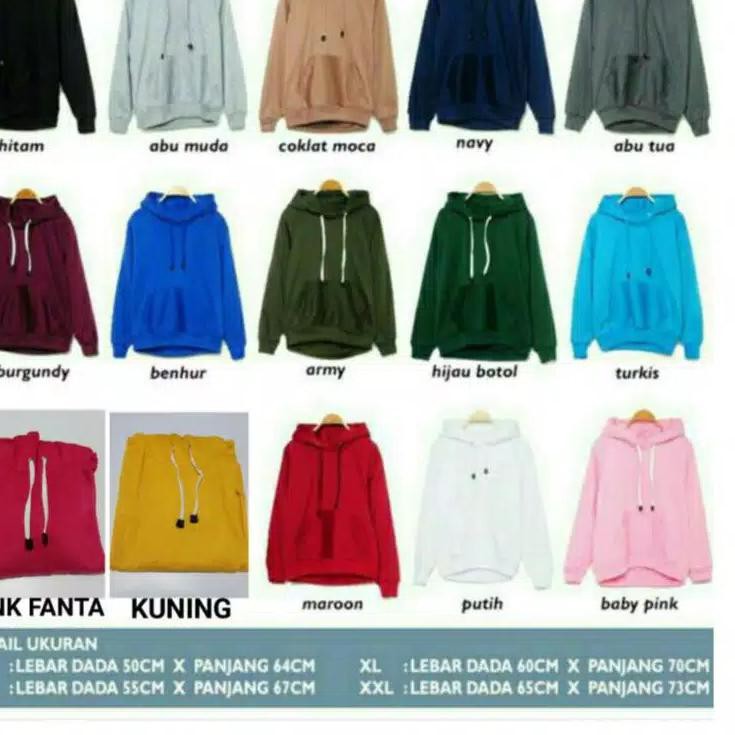 hitam abu muda coklat moca navy abu tua
burgundy benhur army hijau botol turkis
NK FANTA KUNING maroon putih baby pink
AIL UKURAN
:LEBAR DADA 50CM X PANJANG 64CM XL :LEBAR DADA 60CM X PANJANG 70CM
:LEBAR DADA 55CM X PANJANG 67CM XXL :LEBAR DADA 65CM X PANJANG 73CM